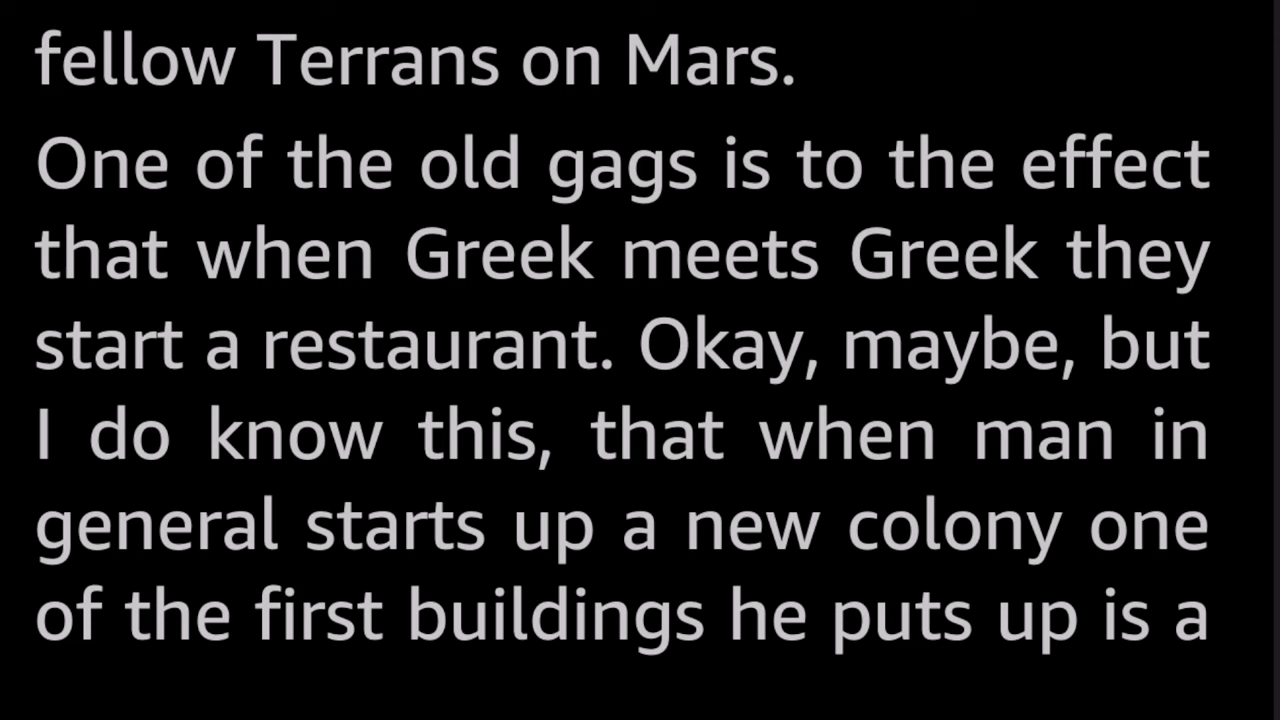 fellow Terrans on Mars.
One of the old gags is to the effect
that when Greek meets Greek they
start a restaurant. Okay, maybe, but
I do know this, that when man in
general starts up a new colony one
of the first buildings he puts up is a